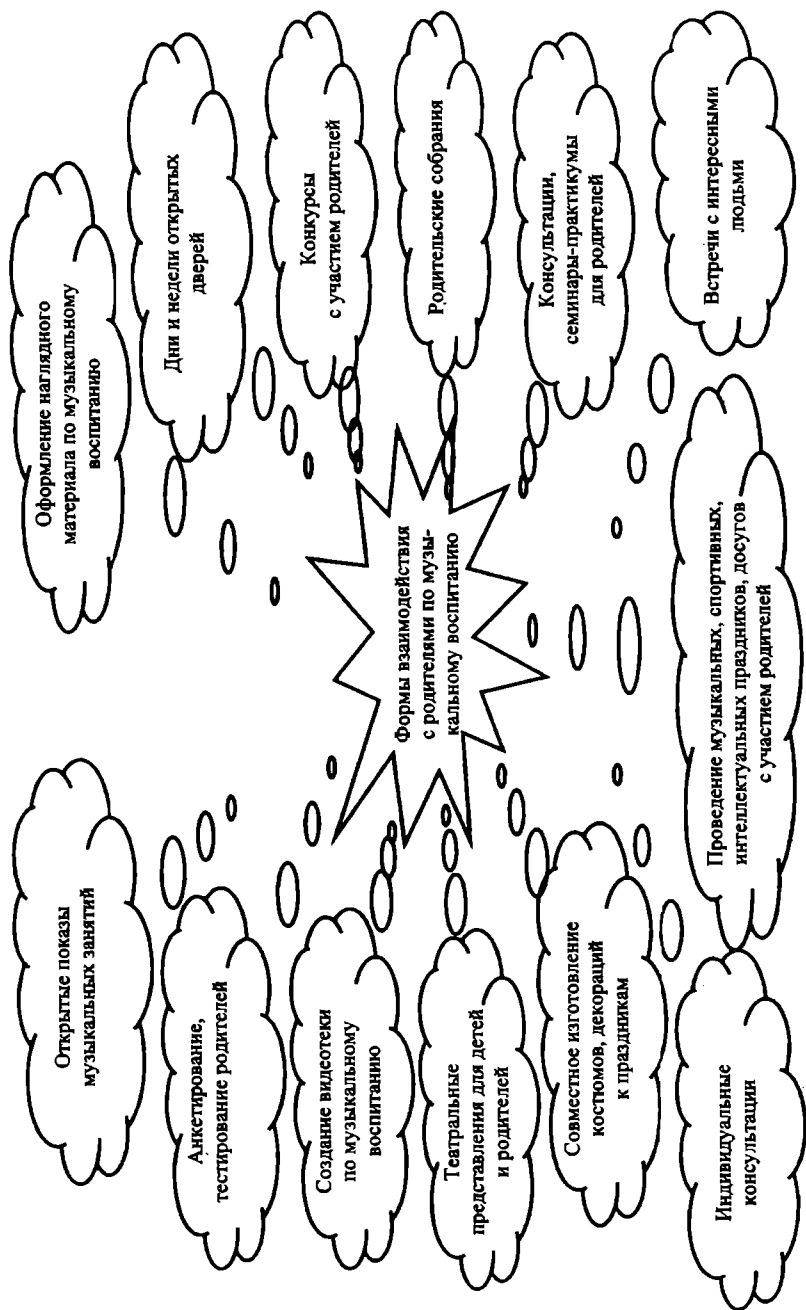 Открытые показы
музыкальных занятий
Оформление наглядного
материала по музыкальному
воспитанию
Анкетирование,
тестирование родителей
Дни и недели открытых
дверей
Создание видеотеки
по музыкальному
воспитанию
Конкурсы
с участием родителей
Формы взаимодействия
с родителями по музы-
кальному воспитанию
Театральные
представления для детей
и родителей
Родительские собрания
Совместное изготовление
костюмов, декораций
к праздникам
Консультации,
семинары-практикумы
для родителей
Индивидуальные
консультации
Проведение музыкальных, спортивных,
интеллектуальных праздников, досугов
с участием родителей
Встречи с интересными
людьми